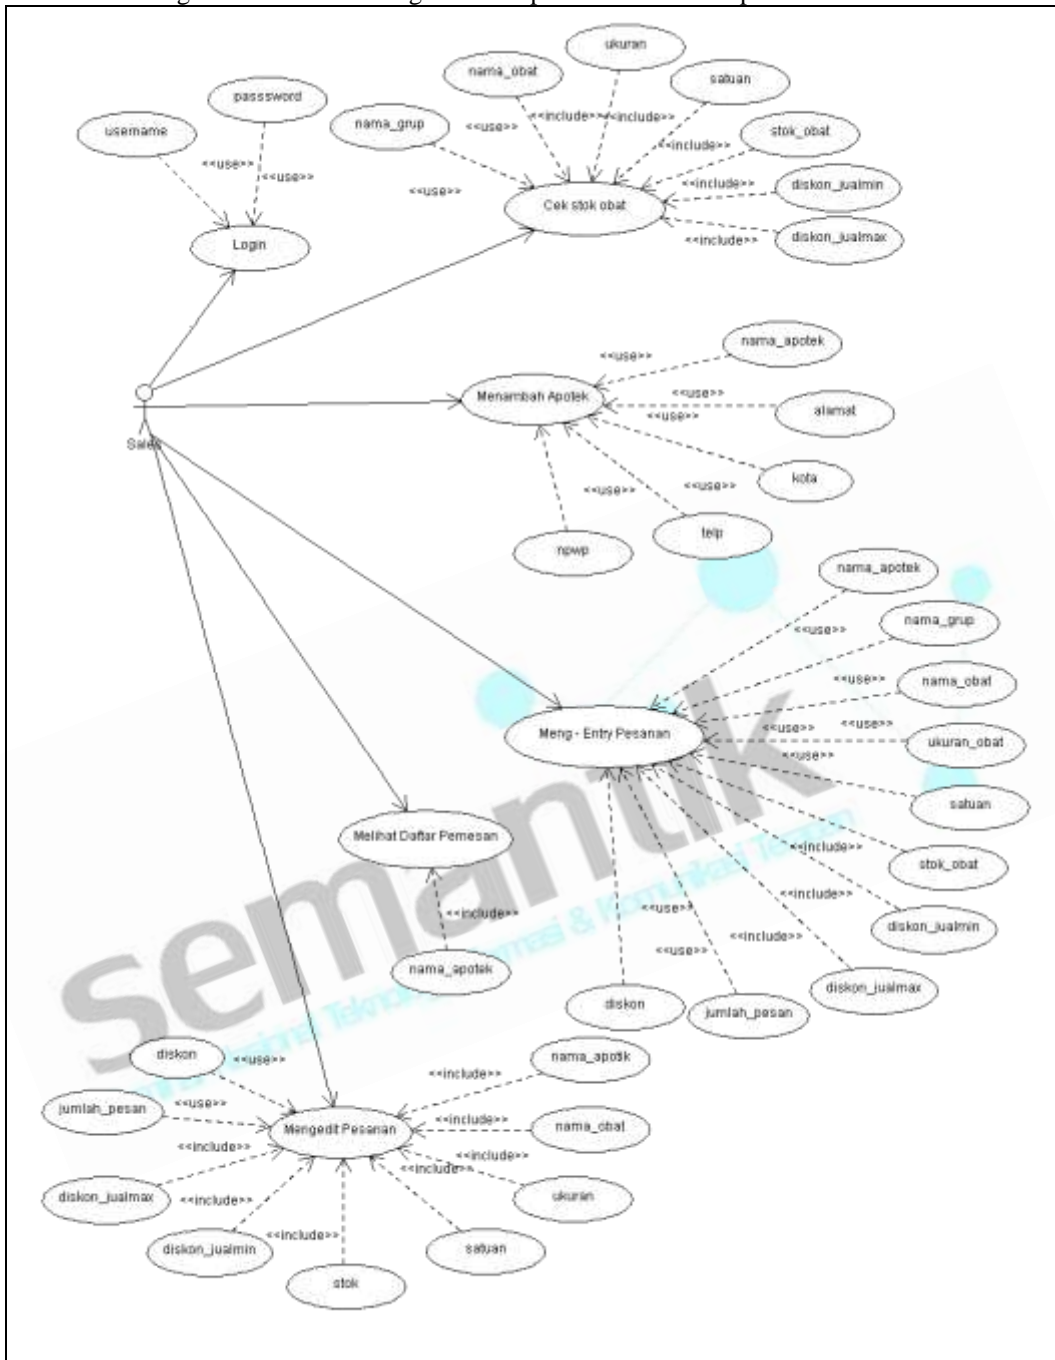 ukuran
nama_obat
satuan
passsword
username
nama_grup
<<use>>
<<include>>
<<include>>
stok_obat
<<include>>
<<use>>
<<use>>
<<use>>
<<include>>
diskon_jualmin
Cek stok obat
<<include>>
diskon_jualmax
Login
nama_apotek
<<use>>
Menambah Apotek
<<use>>
<<use>>
alamat
Sales
kota
<<use>>
<<use>>
telp
npwp
nama_apotek
nama_grup
<<use>>
<<use>>
nama_obat
<<use>>
<<use>>
Meng - Entry Pesanan
ukuran_obat
<<use>>
satuan
Melihat Daftar Pemesan
<<include>>
stok_obat
<<include>>
<<include>>
<<use>>
diskon_jualmin
<<include>>
<<use>>
nama_apotek
diskon_jualmax
diskon
jumlah_pesan
semantik
diskon
<<use>>
nama_apotik
<<include>>
jumlah_pesan
<<use>>
<<include>>
Mengedit Pesanan
nama_obat
<<include>>
<<include>>
<<include>>
diskon_jualmax
<<include>>
ukuran
<<include>>
diskon_jualmin
satuan
stok